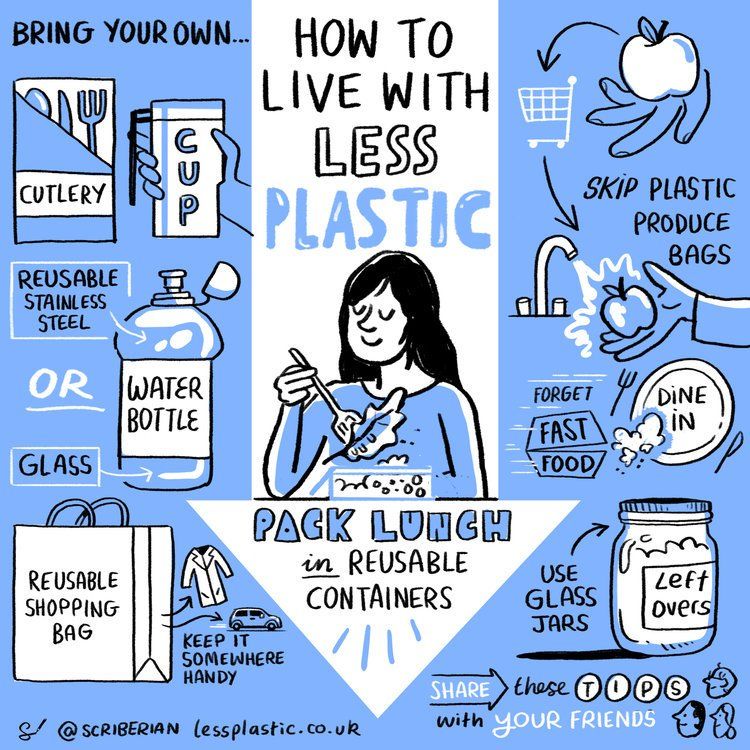 BRING YOUR OWN...
CUTLERY
CUP
REUSABLE
STAINLESS
STEEL
OR
WATER
BOTTLE
GLASS
REUSABLE
SHOPPING
BAG
KEEP IT
SOMEWHERE
HANDY
@SCRIBERIAN lessplastic.co.uk
HOW TO
LIVE WITH
LESS
PLASTIC
PACK LUNCH
in REUSABLE
CONTAINERS
SKIP PLASTIC
PRODUCE
BAGS
FORGET
FAST
FOOD
DINE
IN
USE
GLASS
JARS
Left
overs
SHARE these TIPS
with YOUR FRIENDS